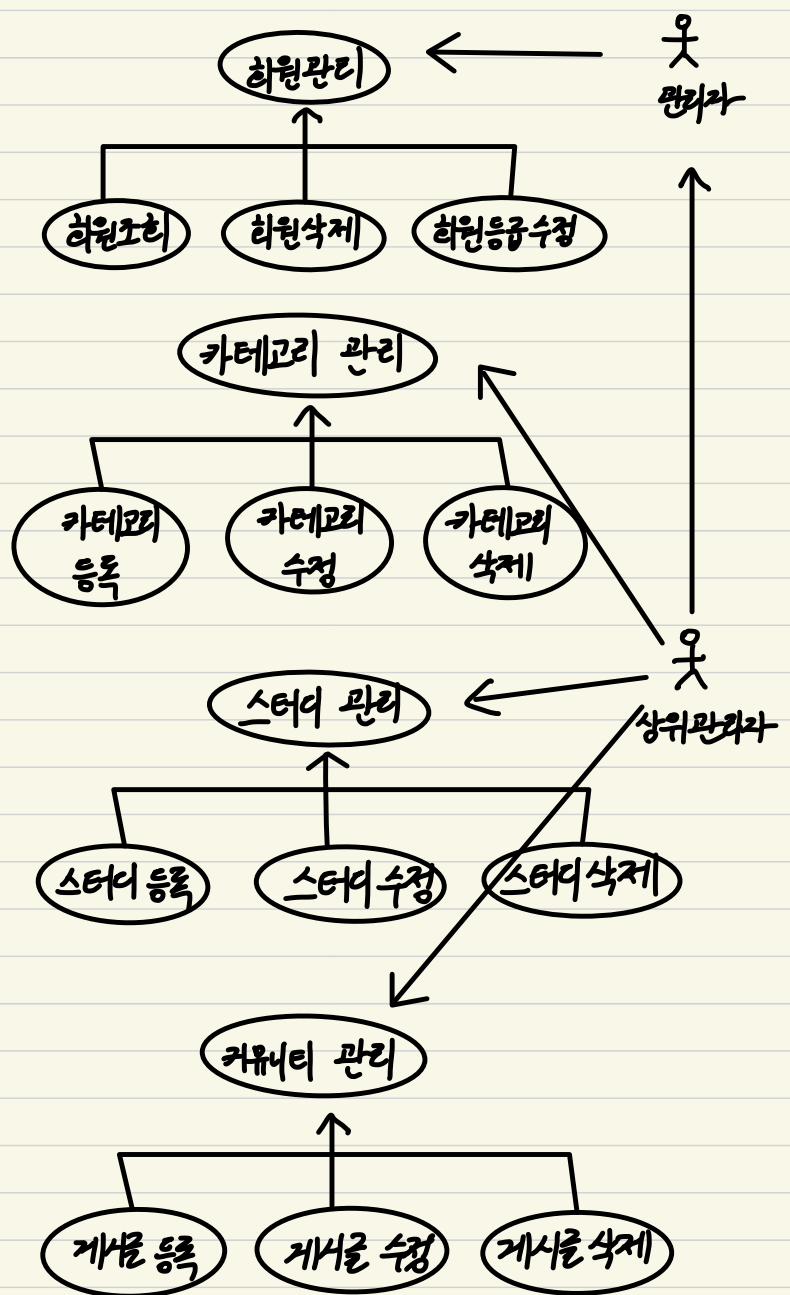 회원관리
관리자
회원조회
회원삭제
회원등급수정
카테고리 관리
카테고리
등록
카테고리
수정
카테고리
삭제
스터디 관리
상위관리자
스터디 등록
스터디 수정
스터디 삭제
커뮤니티 관리
게시글 등록
게시글 수정
게시글 삭제